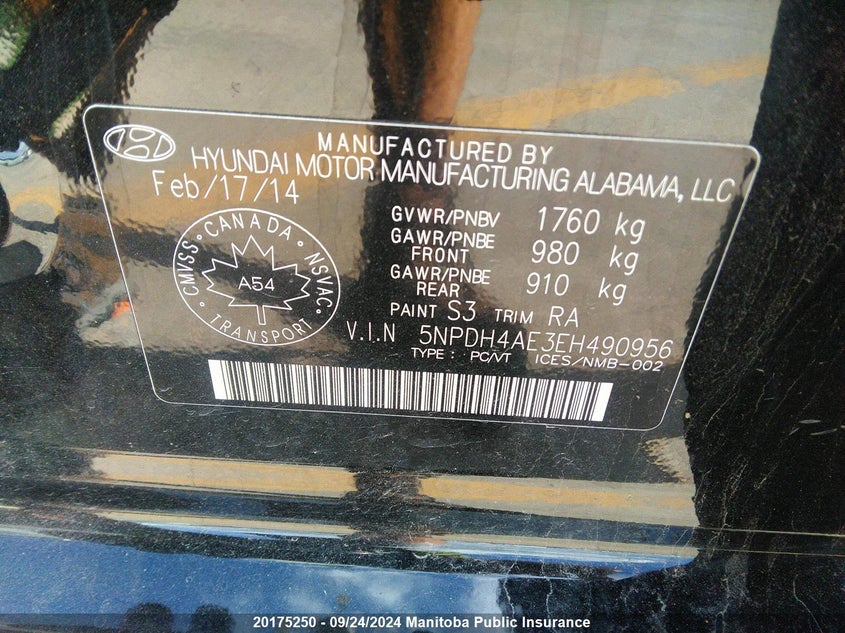 MANUFACTURED BY
HYUNDAI MOTOR MANUFACTURING ALABAMA, LLC
Feb/17/14
GVWR/PNBV 1760 kg
GAWR/PNBE FRONT 980 kg
GAWR/PNBE REAR 910 kg
PAINT S3 TRIM RA
CANADA
CMVSS NSVAC
A54
TRANSPORT
V.I.N 5NPDH4AE3EH490956
TYPE: PC/VT ICES/NMB-002
20175250 - 09/24/2024 Manitoba Public Insurance